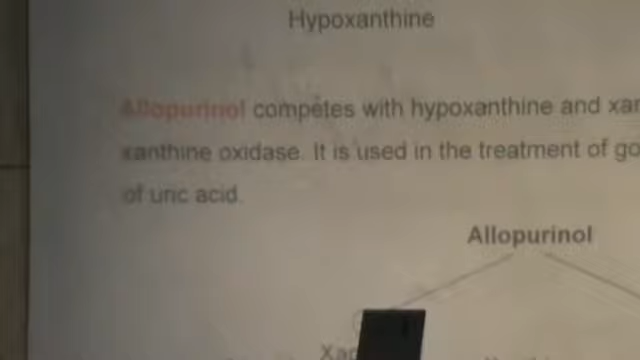 Hypoxanthine
Allopurinol competes with hypoxanthine and xan
xanthine oxidase. It is used in the treatment of go
of uric acid.
Allopurinol
Xan